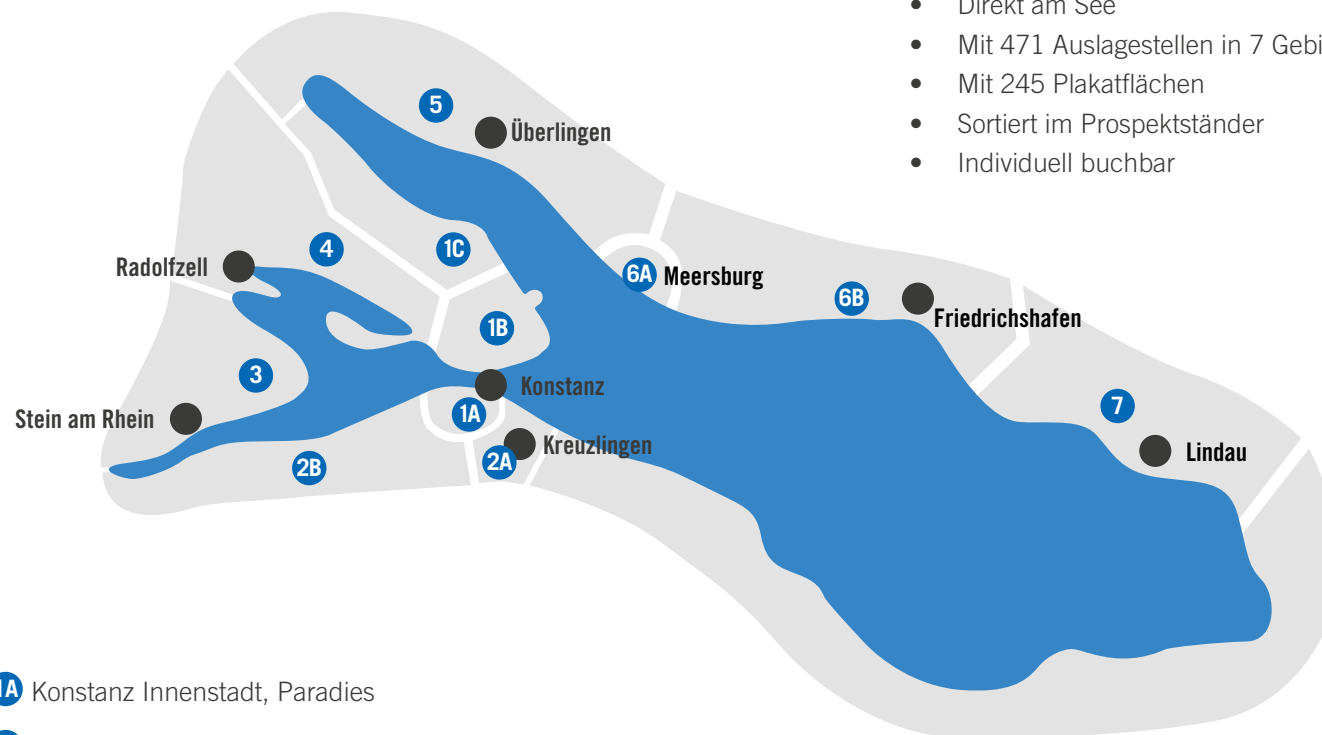 Direkt am See
Mit 471 Auslagestellen in 7 Gebi
Mit 245 Plakatflächen
Sortiert im Prospektständer
Individuell buchbar
5
Überlingen
4
1C
Radolfzell
6A Meersburg
6B
Friedrichshafen
1B
3
Konstanz
7
Stein am Rhein
1A
Kreuzlingen
2A
2B
Lindau
1A Konstanz Innenstadt, Paradies